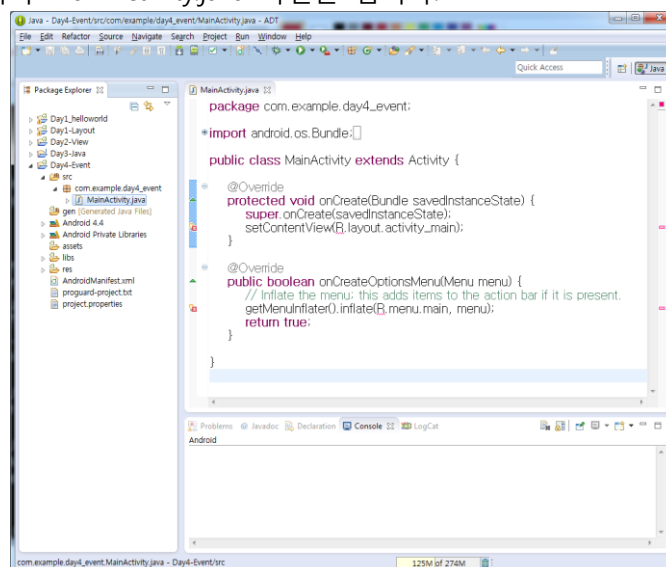 Java - Day4-Event/src/com/example/day4_event/MainActivity.java - ADT
File Edit Refactor Source Navigate Search Project Run Window Help
Quick Access
Java
Package Explorer
MainActivity.java
Day1_helloworld
Day1-Layout
Day2-View
Day3-Java
Day4-Event
src
com.example.day4_event
MainActivity.java
gen [Generated Java Files]
Android 4.4
Android Private Libraries
assets
libs
res
AndroidManifest.xml
proguard-project.txt
project.properties
package com.example.day4_event;
import android.os.Bundle;
public class MainActivity extends Activity {
@Override
protected void onCreate(Bundle savedInstanceState) {
super.onCreate(savedInstanceState);
setContentView(R.layout.activity_main);
}
@Override
public boolean onCreateOptionsMenu(Menu menu) {
// Inflate the menu; this adds items to the action bar if it is present.
getMenuInflater().inflate(R.menu.main, menu);
return true;
}
}
Problems @ Javadoc Declaration Console LogCat
Android
com.example.day4_event.MainActivity.java - Day4-Event/src
125M of 274M